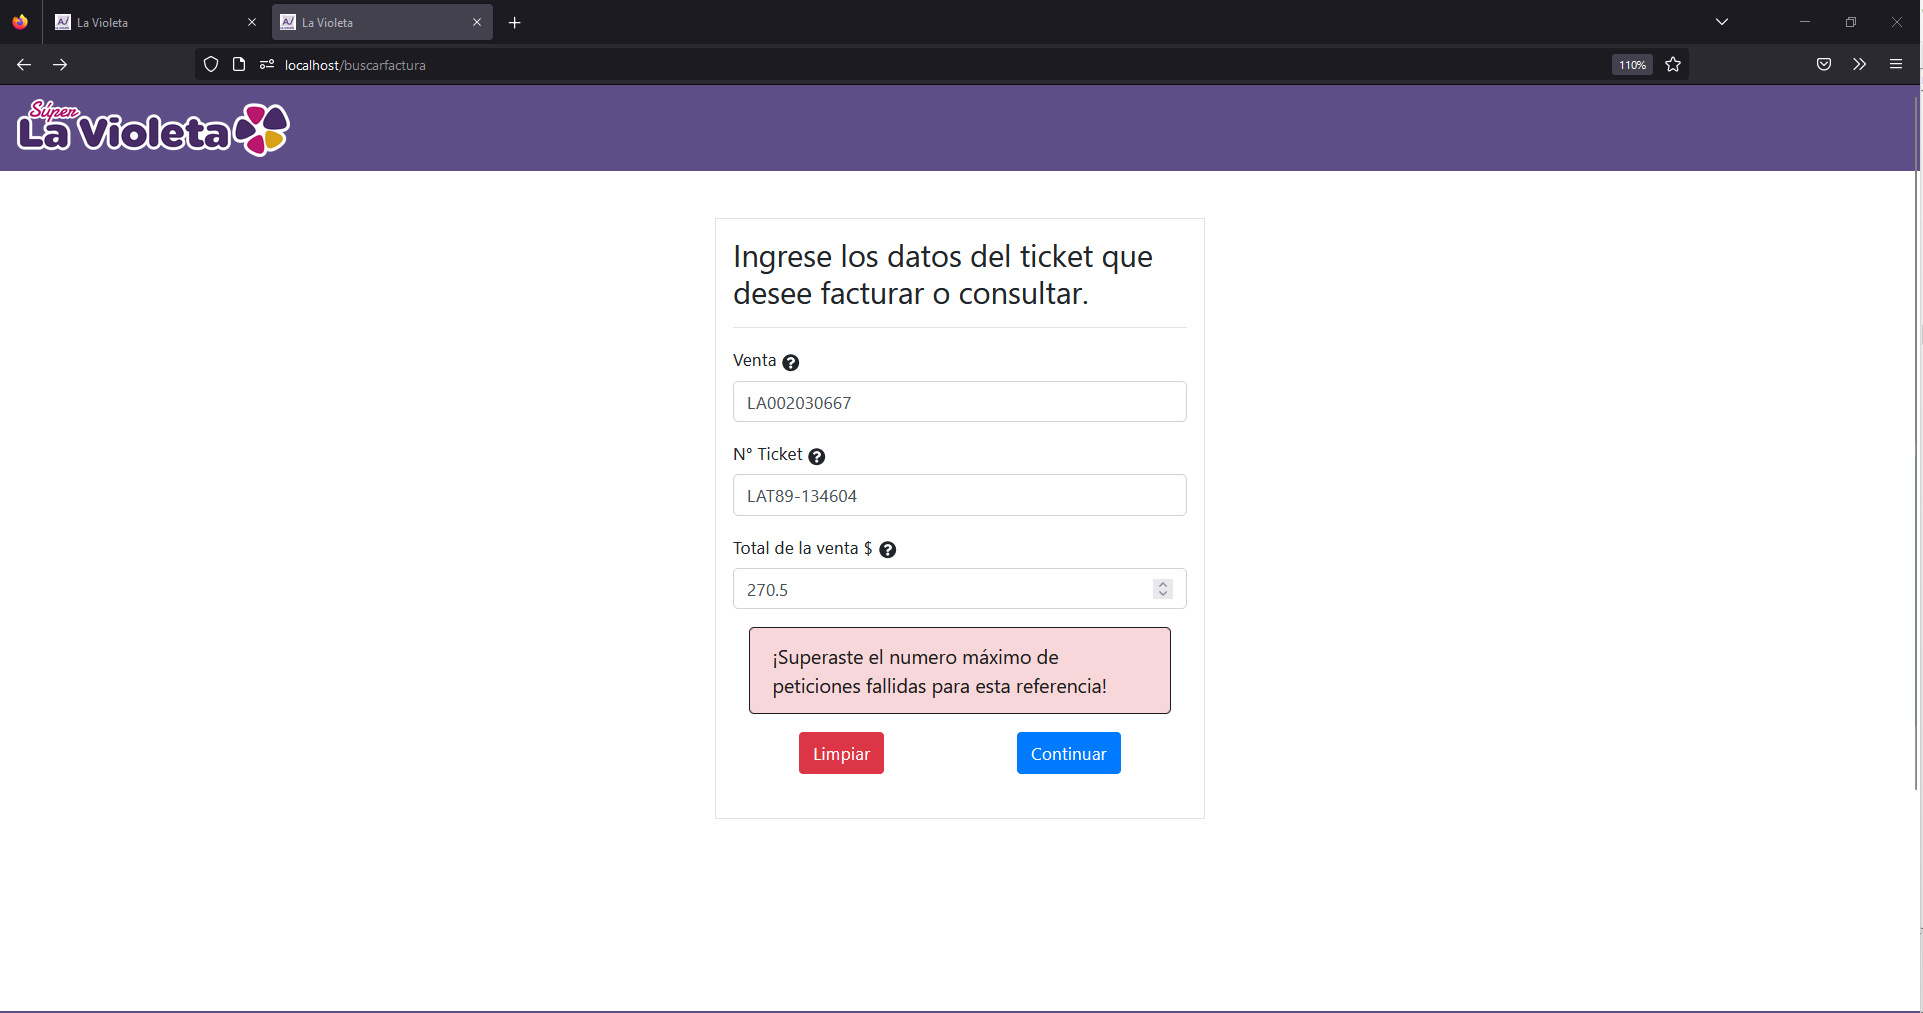 La Violeta
La Violeta
localhost/buscarfactura
110%
Súper
La Violeta
Ingrese los datos del ticket que
desee facturar o consultar.
Venta
LA002030667
N° Ticket
LAT89-134604
Total de la venta $
270.5
¡Superaste el numero máximo de
peticiones fallidas para esta referencia!
Limpiar
Continuar